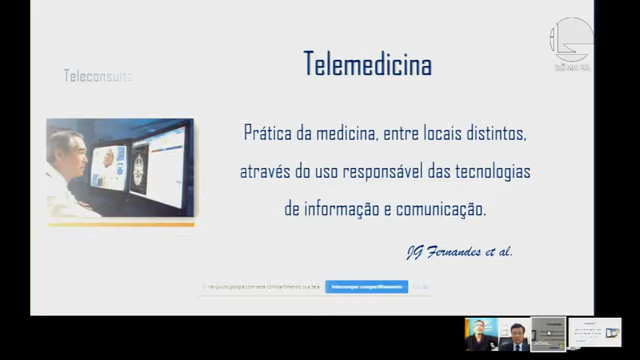 Telemedicina
Teleconsulta
Prática da medicina, entre locais distintos,
através do uso responsável das tecnologias
de informação e comunicação.
JG Fernandes et al.
Interromper compartilhamento